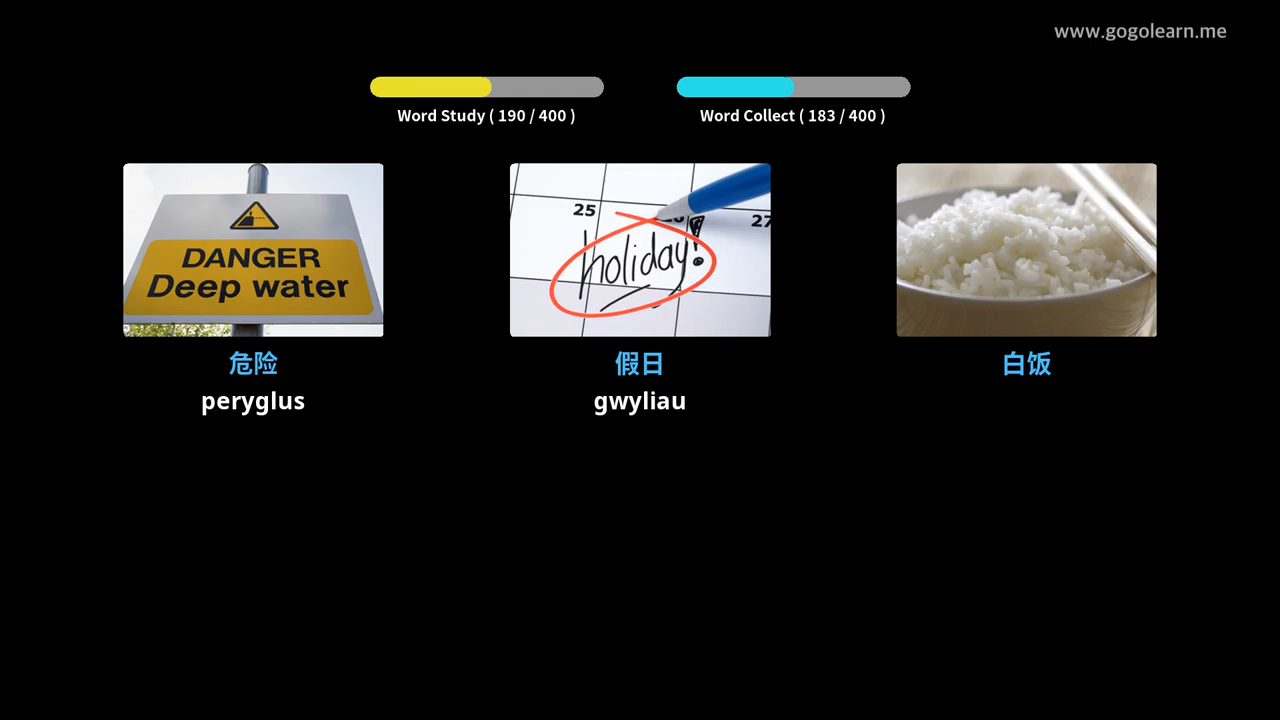 www.gogolearn.me
Word Study ( 190 / 400 )
Word Collect ( 183 / 400 )
DANGER
Deep water
25
27
holiday!
危险
假日
白饭
peryglus
gwyliau